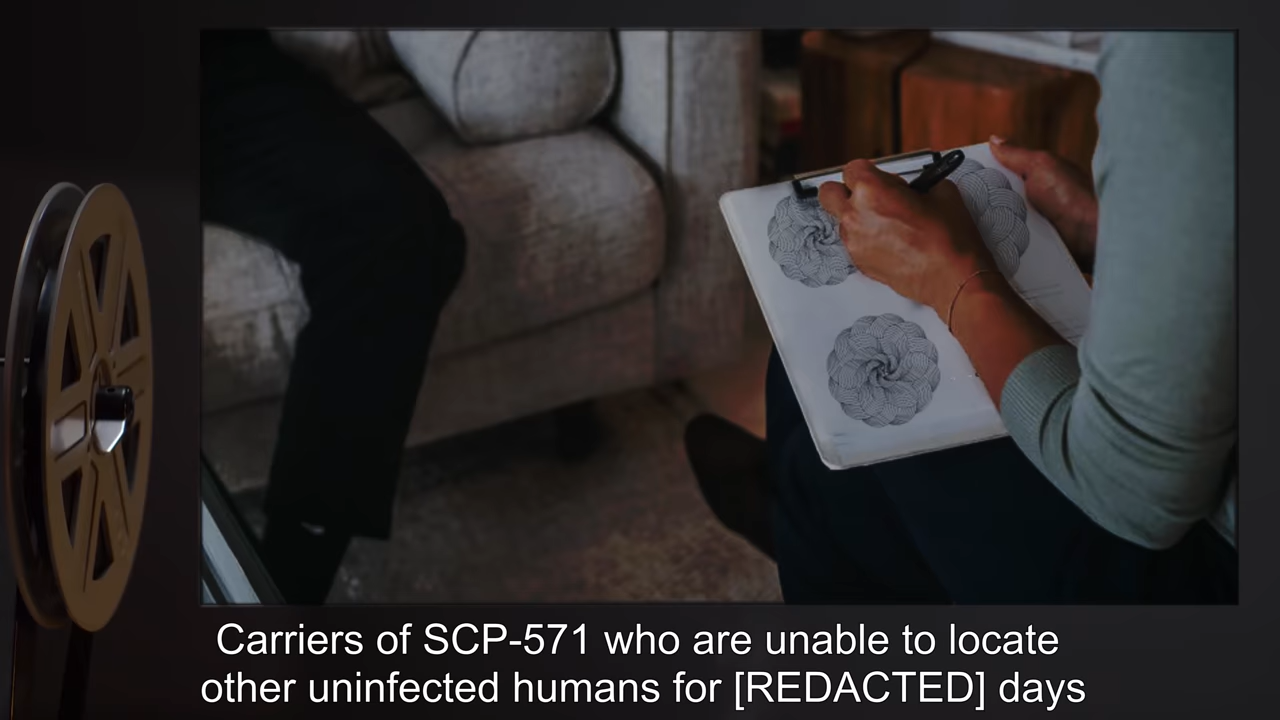 Carriers of SCP-571 who are unable to locate
other uninfected humans for [REDACTED] days